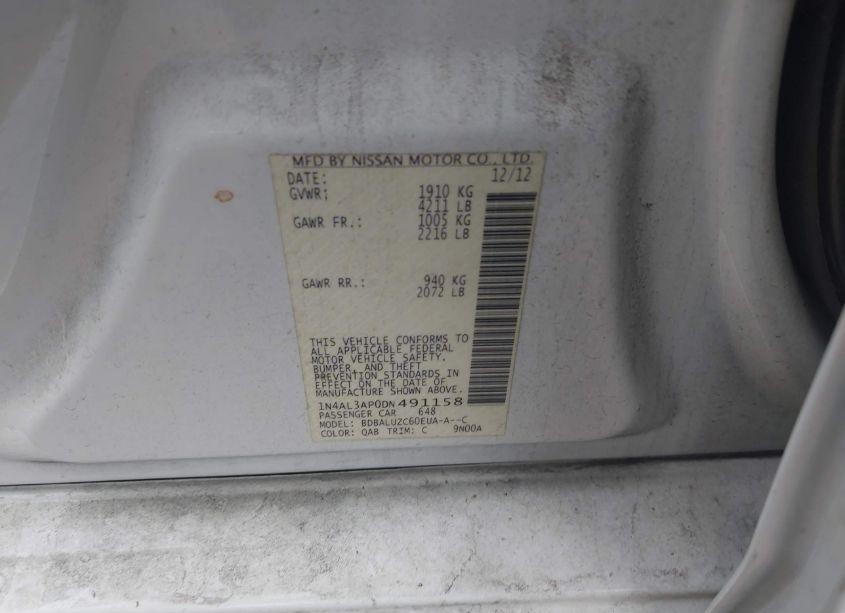 MFD BY NISSAN MOTOR CO., LTD.
DATE: 12/12
GVWR: 1910 KG
4211 LB
GAWR FR.: 1005 KG
2216 LB
GAWR RR.: 940 KG
2072 LB
THIS VEHICLE CONFORMS TO
ALL APPLICABLE FEDERAL
MOTOR VEHICLE SAFETY,
BUMPER, AND THEFT
PREVENTION STANDARDS IN
EFFECT ON THE DATE OF
MANUFACTURE SHOWN ABOVE.
1N4AL3AP0DN491158
PASSENGER CAR 648
MODEL: BDBALUZC60EUA-A--C
COLOR: QAB TRIM: C 9N00A